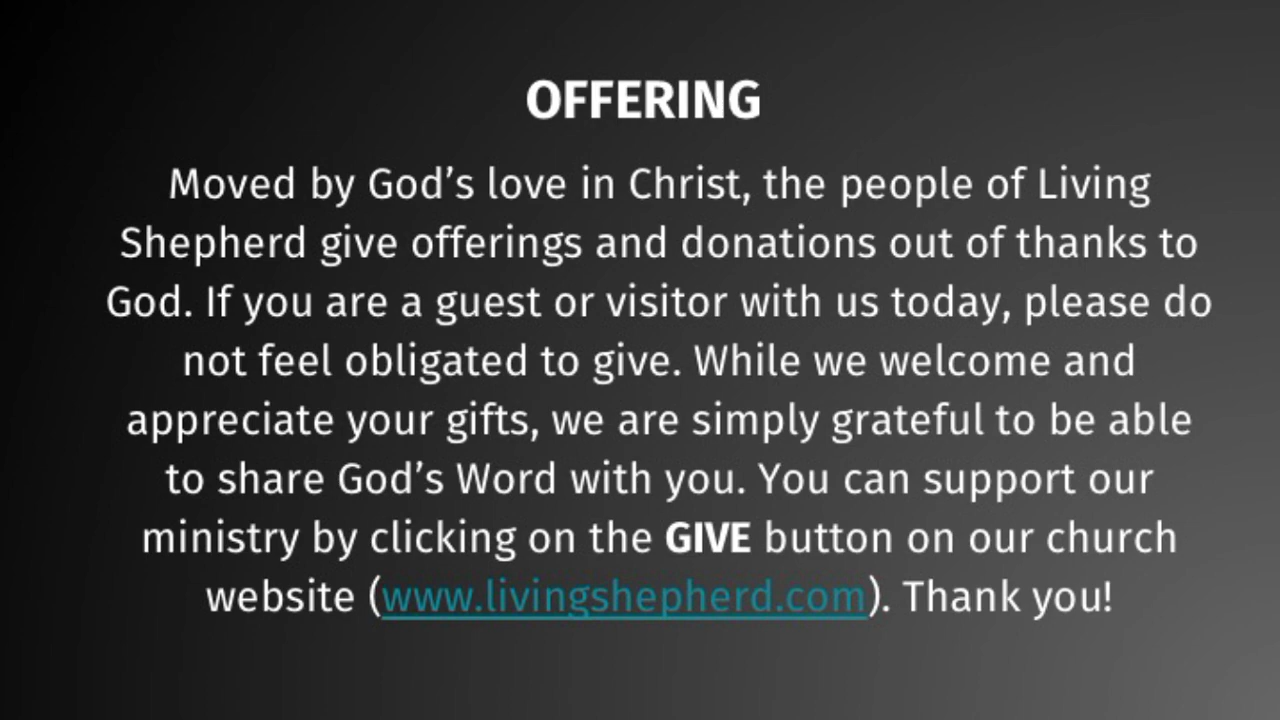 OFFERING
Moved by God’s love in Christ, the people of Living
Shepherd give offerings and donations out of thanks to
God. If you are a guest or visitor with us today, please do
not feel obligated to give. While we welcome and
appreciate your gifts, we are simply grateful to be able
to share God’s Word with you. You can support our
ministry by clicking on the GIVE button on our church
website (www.livingshepherd.com). Thank you!